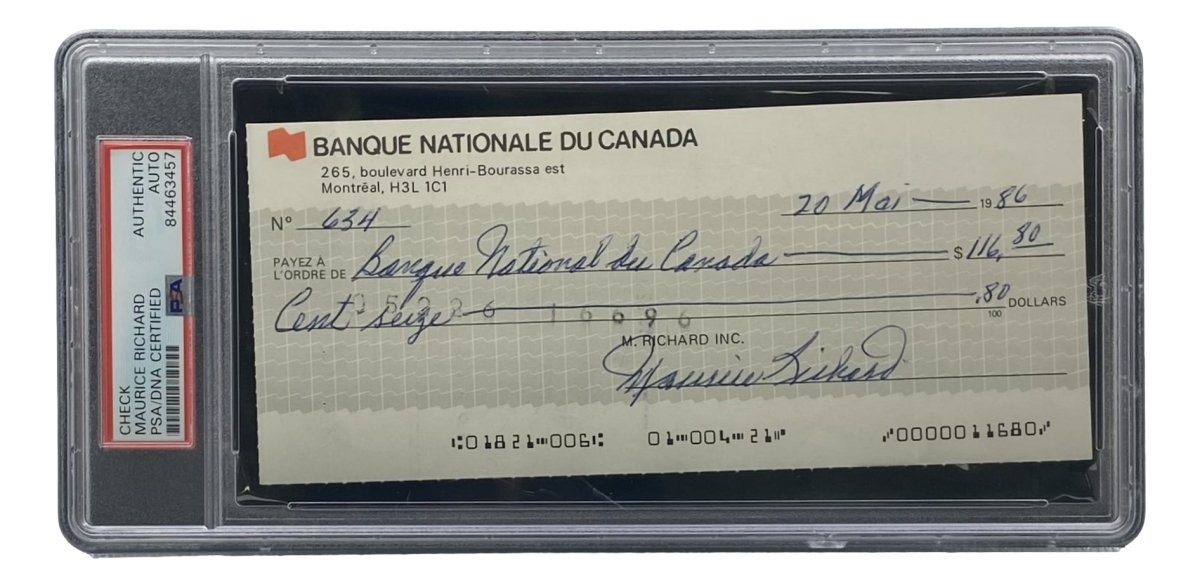 CHECK AUTHENTIC
MAURICE RICHARD AUTO
PSA/DNA CERTIFIED 84463457
PSA
BANQUE NATIONALE DU CANADA
265, boulevard Henri-Bourassa est
Montréal, H3L 1C1
20 Mai 1986
Nº 634
PAYEZ À
L'ORDRE DE Banque National du Canada $ 116,80
Cent seize .80/100 DOLLARS
16696
M. RICHARD INC.
Maurice Richard
⑆01821⑉006⑆ 01⑉004⑉21⑈ ⑇0000011680⑇